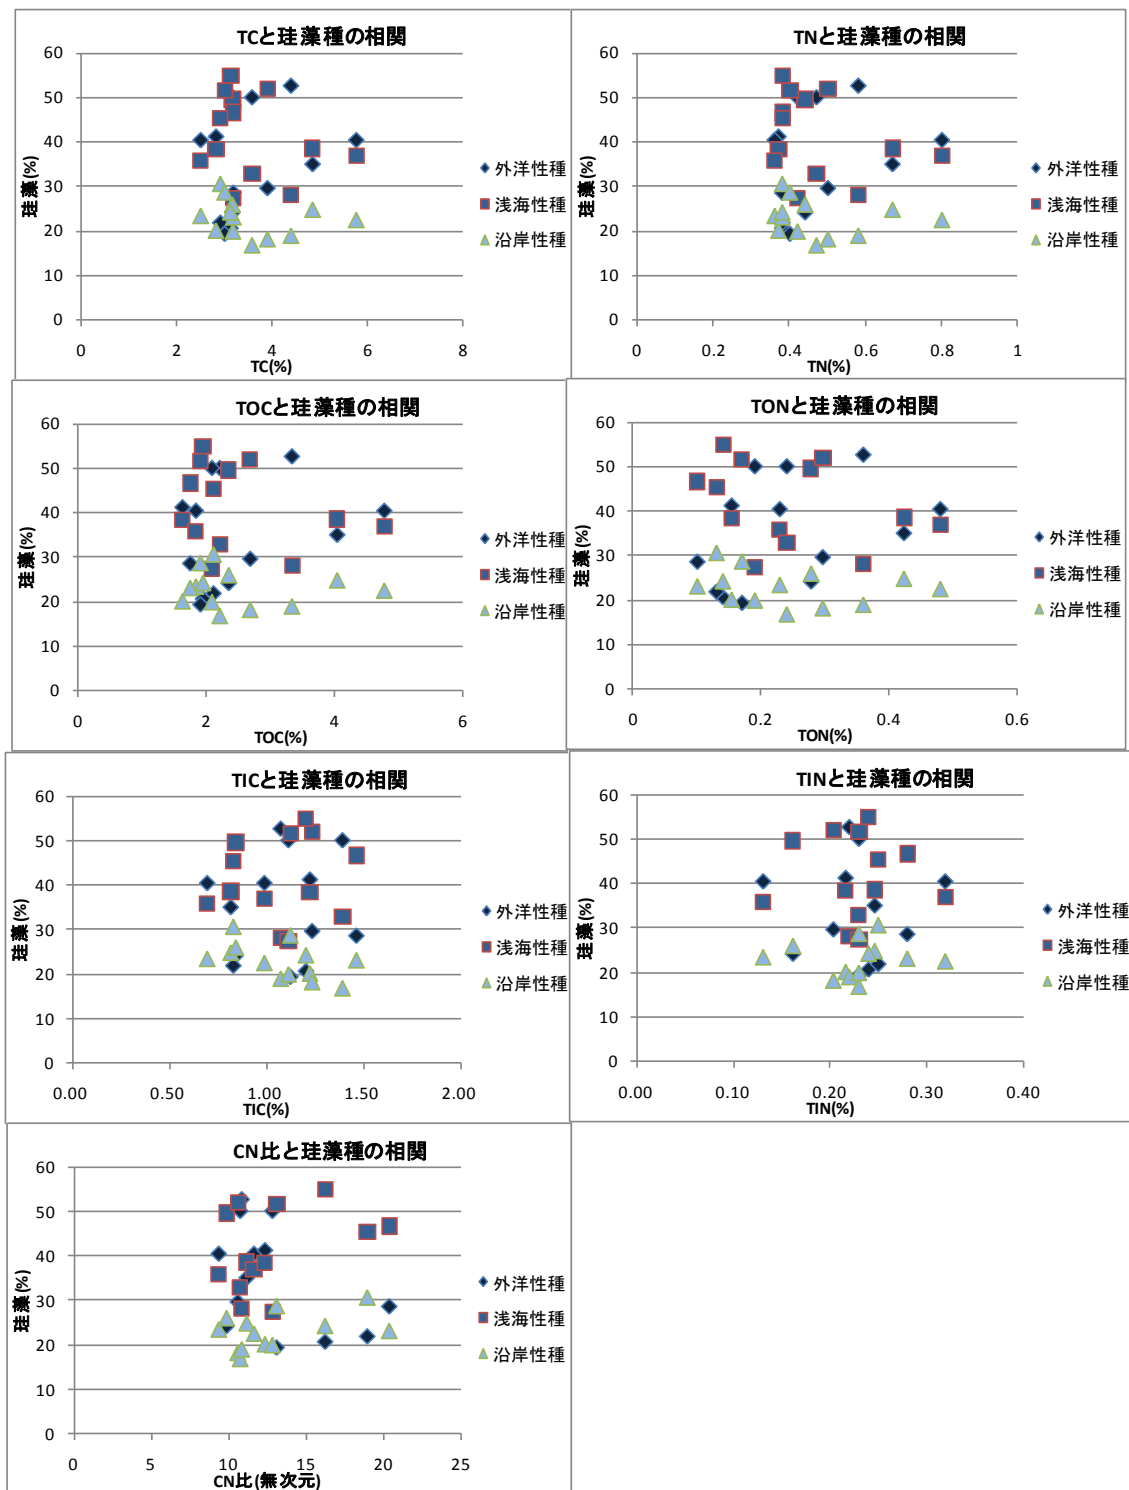 TCと珪藻種の相関
60
50
40
30
20
10
0
珪藻(%)
0 2 4 6 8
TC(%)
外洋性種
浅海性種
沿岸性種
TNと珪藻種の相関
60
50
40
30
20
10
0
珪藻(%)
0 0.2 0.4 0.6 0.8 1
TN(%)
外洋性種
浅海性種
沿岸性種
TOCと珪藻種の相関
60
50
40
30
20
10
0
珪藻(%)
0 2 4 6
TOC(%)
外洋性種
浅海性種
沿岸性種
TONと珪藻種の相関
60
50
40
30
20
10
0
珪藻(%)
0 0.2 0.4 0.6
TON(%)
外洋性種
浅海性種
沿岸性種
TICと珪藻種の相関
60
50
40
30
20
10
0
珪藻(%)
0.00 0.50 1.00 1.50 2.00
TIC(%)
外洋性種
浅海性種
沿岸性種
TINと珪藻種の相関
60
50
40
30
20
10
0
珪藻(%)
0.00 0.10 0.20 0.30 0.40
TIN(%)
外洋性種
浅海性種
沿岸性種
CN比と珪藻種の相関
60
50
40
30
20
10
0
珪藻(%)
0 5 10 15 20 25
CN比(無次元)
外洋性種
浅海性種
沿岸性種